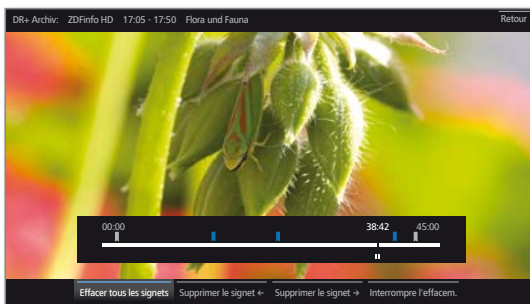 DR+ Archiv: ZDFinfo HD 17:05 - 17:50 Flora und Fauna Retour
00:00 38:42 45:00
Effacer tous les signets Supprimer le signet ← Supprimer le signet → Interrompre l'effacem.